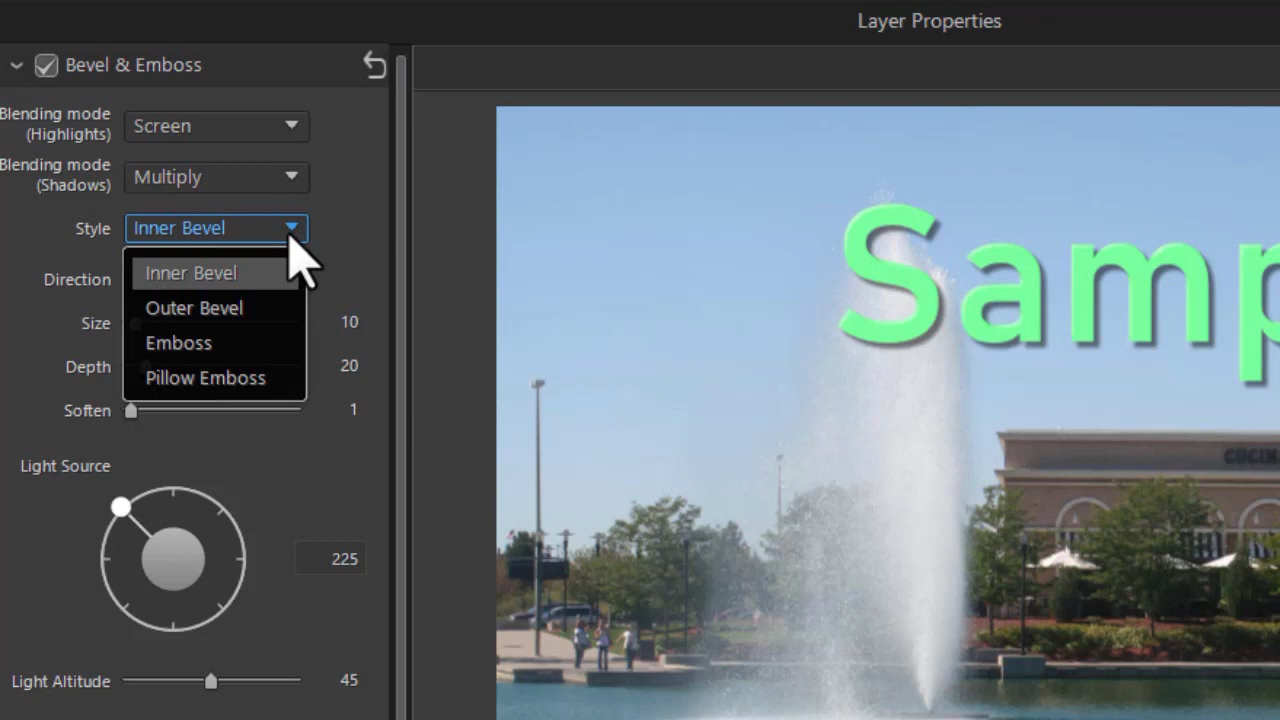 Layer Properties
Bevel & Emboss
Blending mode
(Highlights)
Screen
Blending mode
(Shadows)
Multiply
Style
Inner Bevel
Inner Bevel
Direction
Outer Bevel
Size
10
Emboss
Depth
20
Pillow Emboss
Soften
1
Light Source
225
Light Altitude
45
Samp